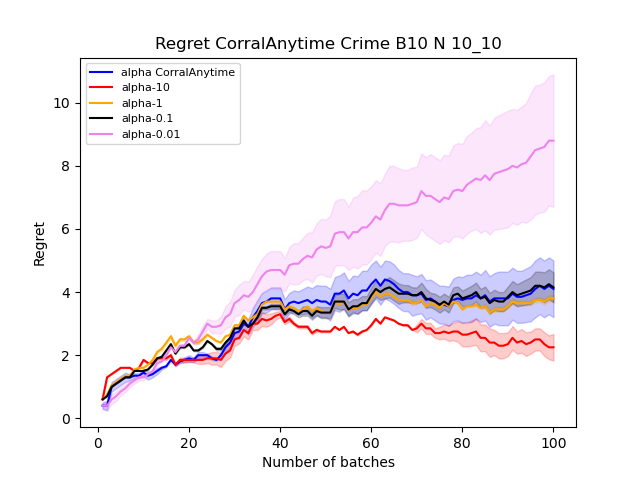 Regret CorralAnytime Crime B10 N 10_10
alpha CorralAnytime
alpha-10
alpha-1
alpha-0.1
alpha-0.01
Regret
10
8
6
4
2
0
0 20 40 60 80 100
Number of batches